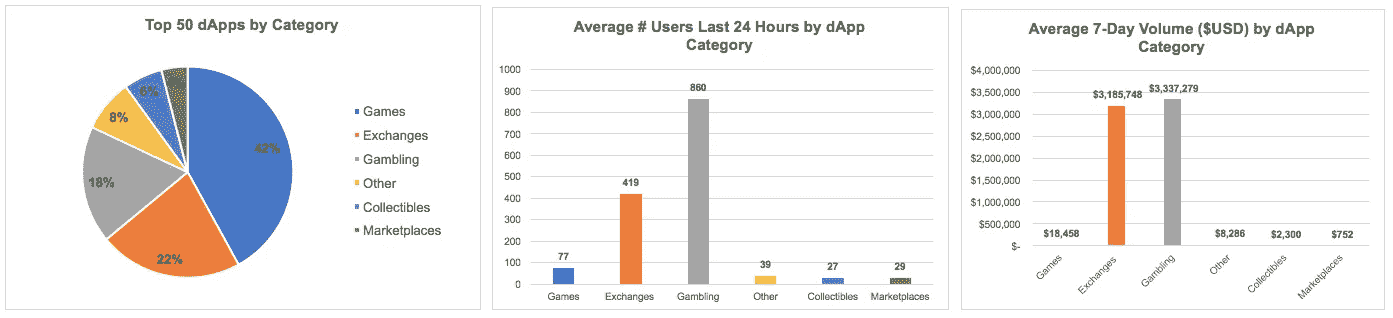 Top 50 dApps by Category
6%
8%
42%
18%
22%
Games
Exchanges
Gambling
Other
Collectibles
Marketplaces
Average # Users Last 24 Hours by dApp
Category
1000
900
800
700
600
500
400
300
200
100
0
77
419
860
39
27
29
Games
Exchanges
Gambling
Other
Collectibles
Marketplaces
Average 7-Day Volume ($USD) by dApp
Category
$4,000,000
$3,500,000
$3,000,000
$2,500,000
$2,000,000
$1,500,000
$1,000,000
$500,000
$-
$18,458
$3,185,748
$3,337,279
$8,286
$2,300
$752
Games
Exchanges
Gambling
Other
Collectibles
Marketplaces